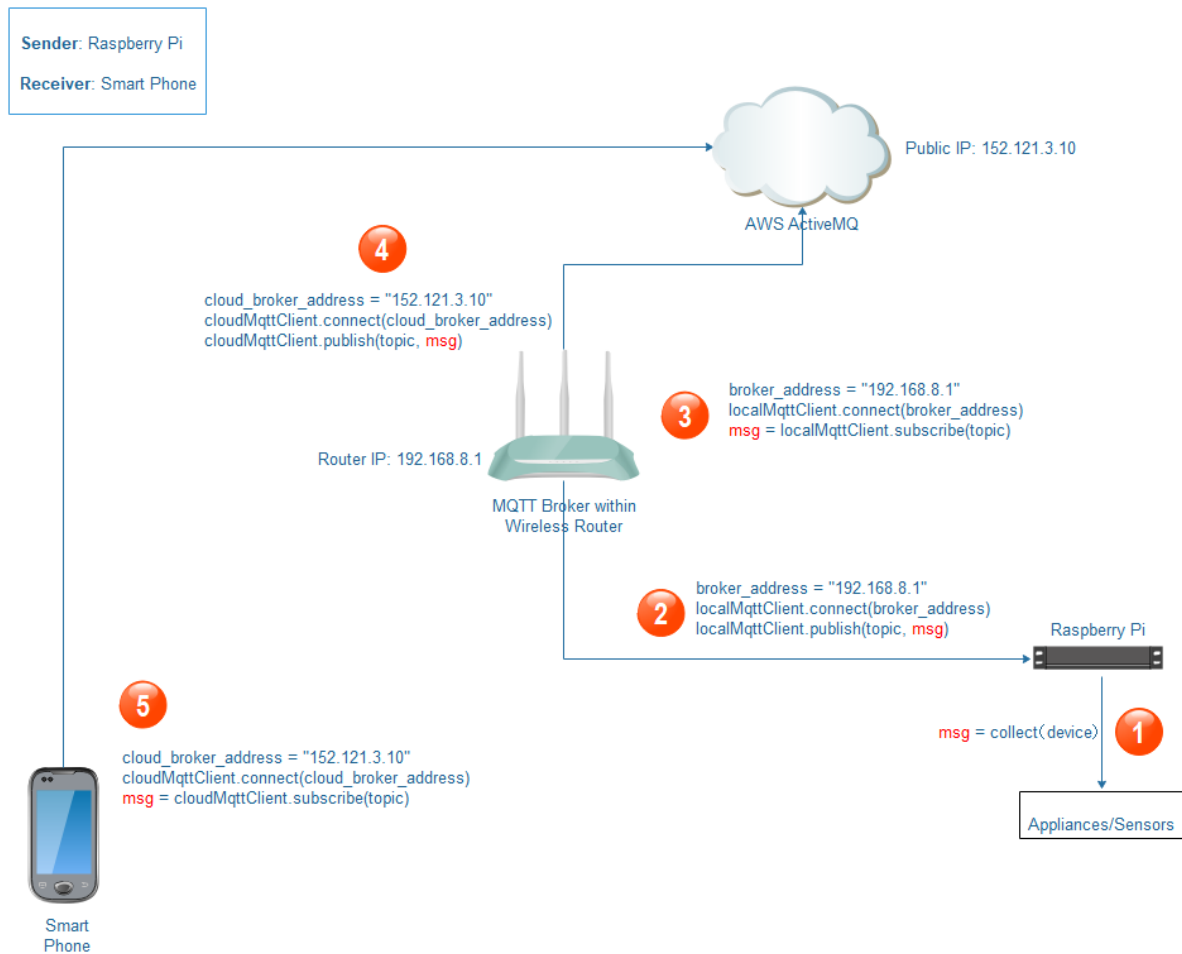 Sender: Raspberry Pi
Receiver: Smart Phone
Public IP: 152.121.3.10
AWS ActiveMQ
4
cloud_broker_address = "152.121.3.10"
cloudMqttClient.connect(cloud_broker_address)
cloudMqttClient.publish(topic, msg)
3
broker_address = "192.168.8.1"
localMqttClient.connect(broker_address)
msg = localMqttClient.subscribe(topic)
Router IP: 192.168.8.1
MQTT Broker within
Wireless Router
2
broker_address = "192.168.8.1"
localMqttClient.connect(broker_address)
localMqttClient.publish(topic, msg)
Raspberry Pi
msg = collect(device)
1
Appliances/Sensors
5
cloud_broker_address = "152.121.3.10"
cloudMqttClient.connect(cloud_broker_address)
msg = cloudMqttClient.subscribe(topic)
Smart
Phone